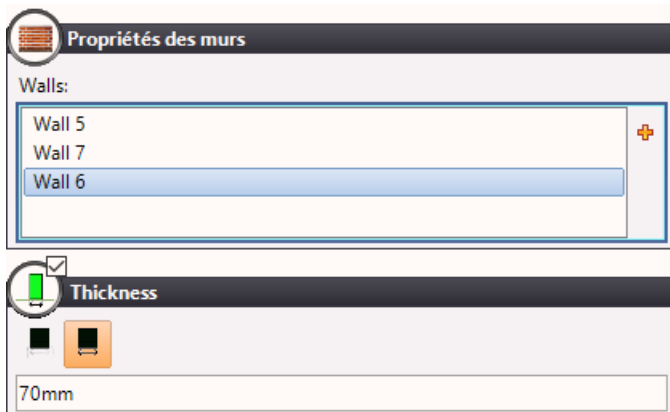 Propriétés des murs
Walls:
Wall 5
Wall 7
Wall 6
Thickness
70mm